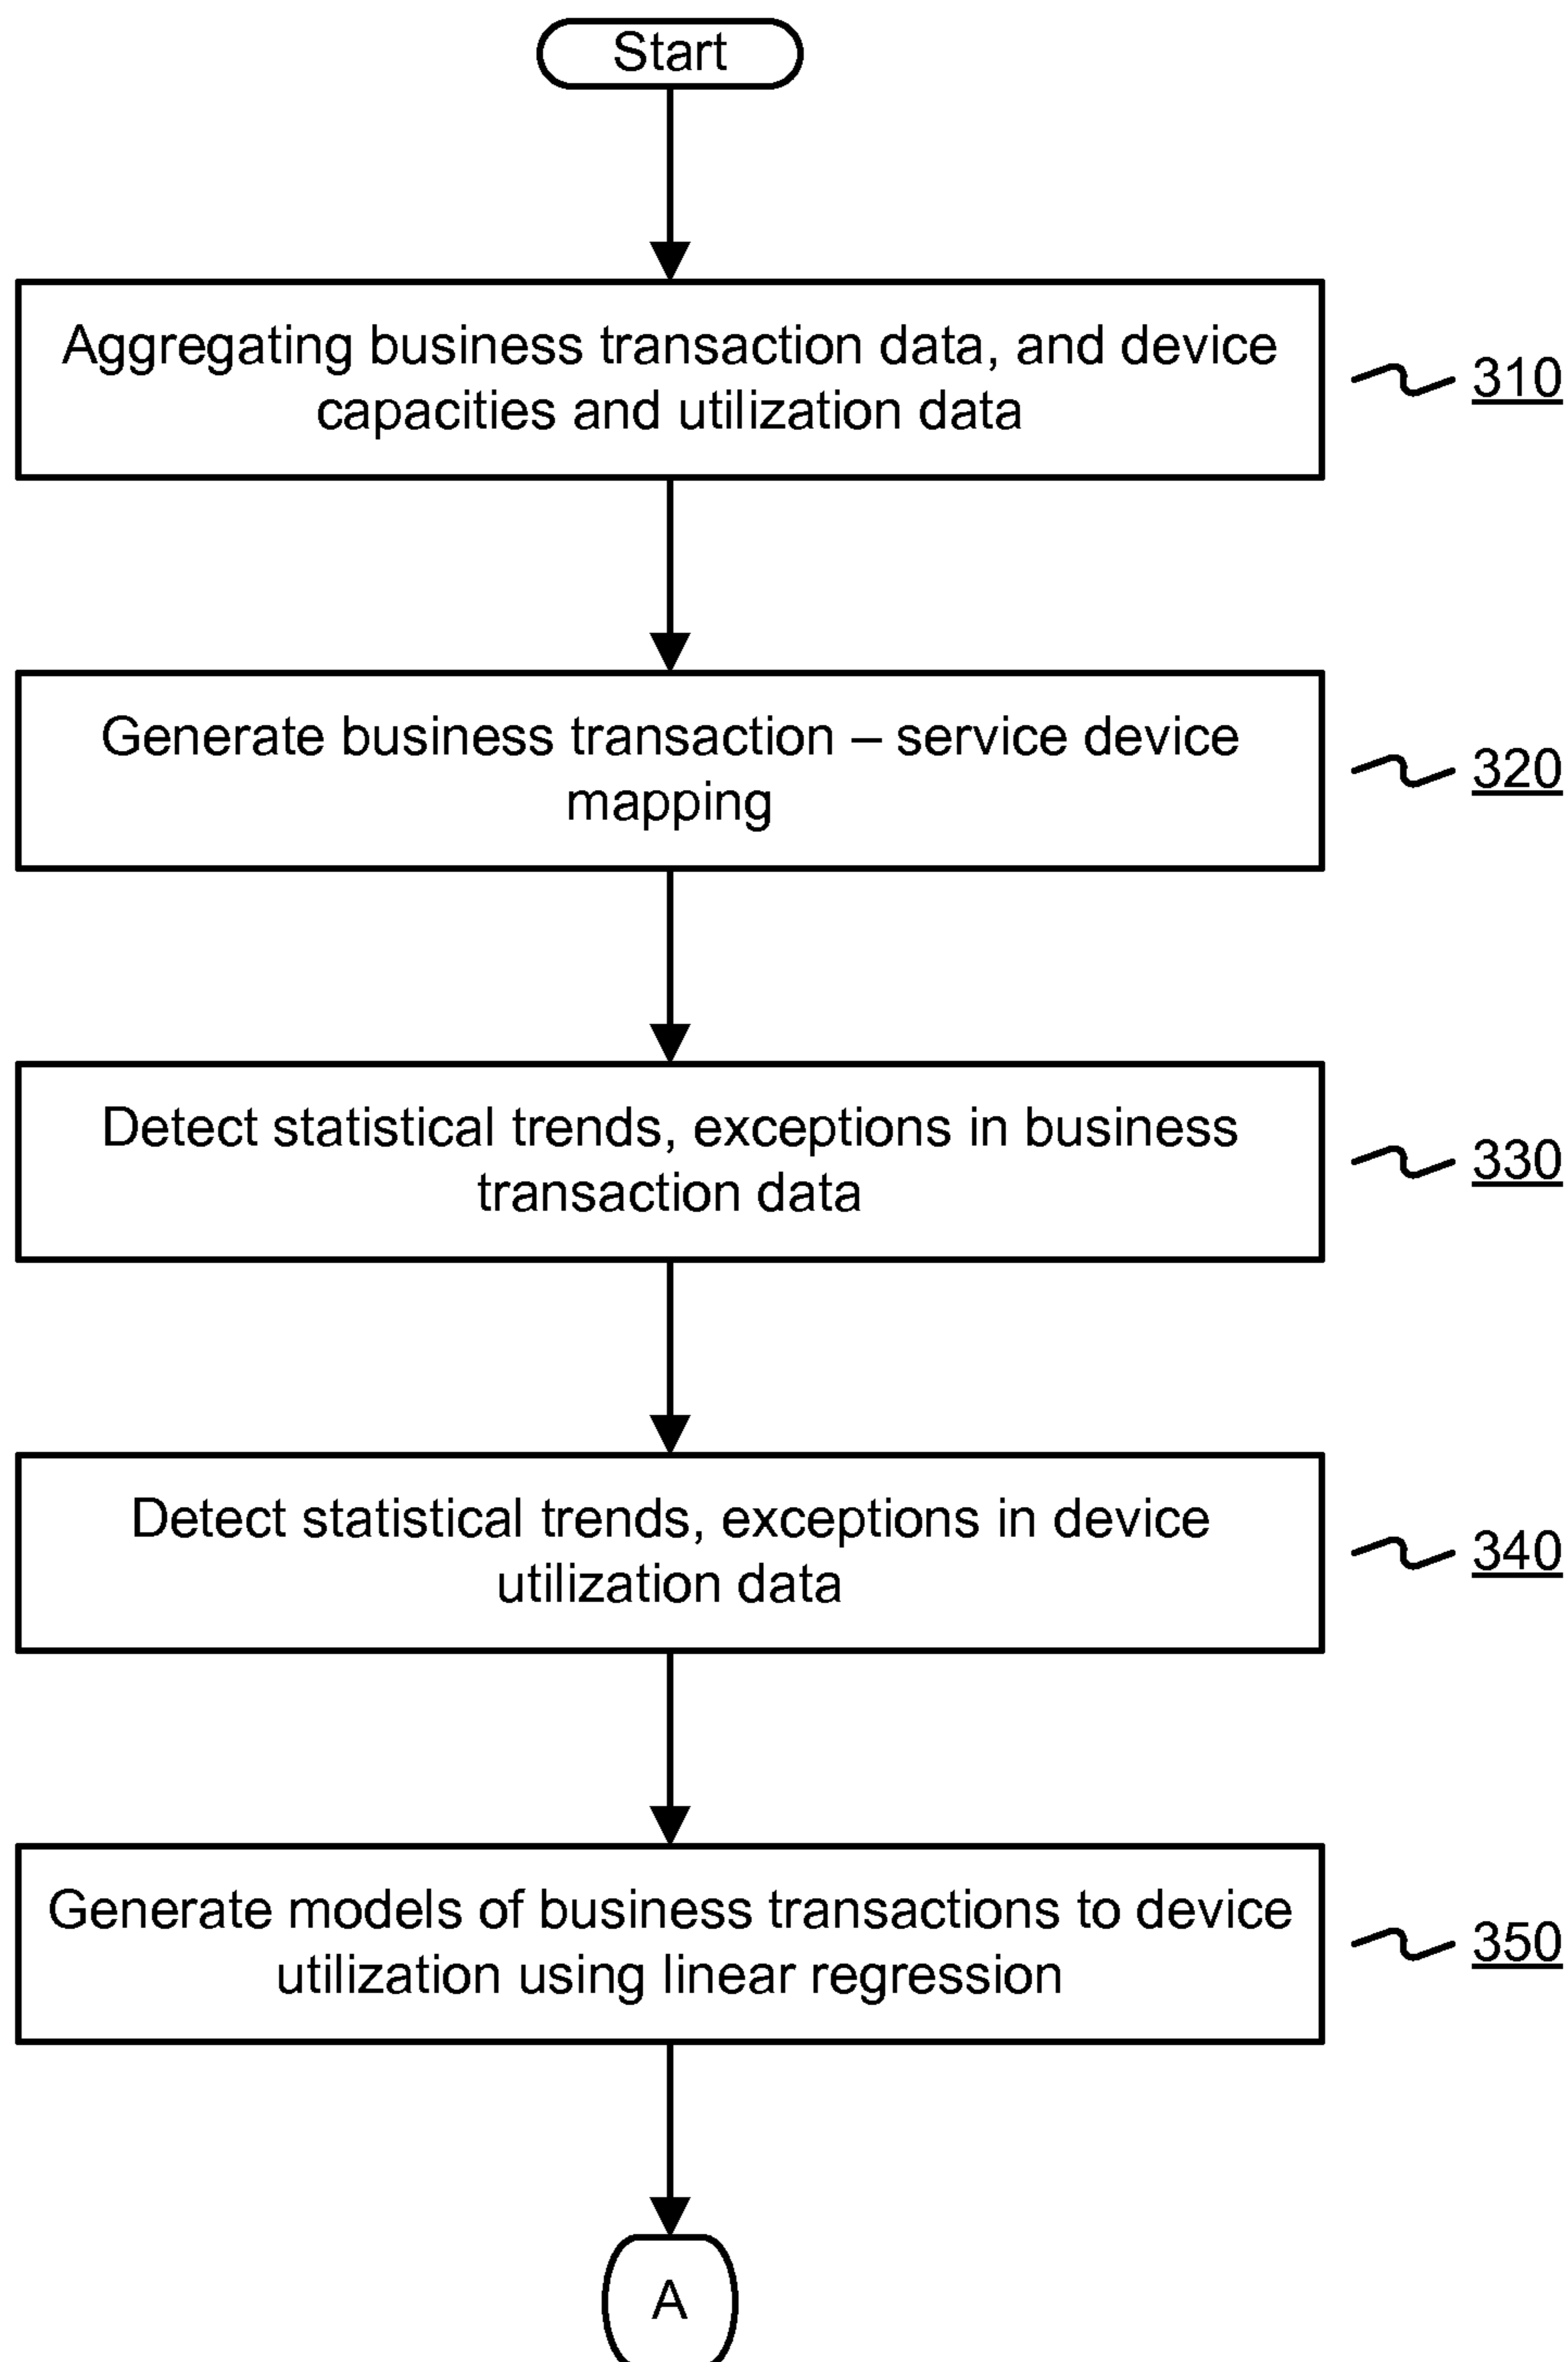 Start
Aggregating business transaction data, and device
capacities and utilization data
310
Generate business transaction – service device
mapping
320
Detect statistical trends, exceptions in business
transaction data
330
Detect statistical trends, exceptions in device
utilization data
340
Generate models of business transactions to device
utilization using linear regression
350
A